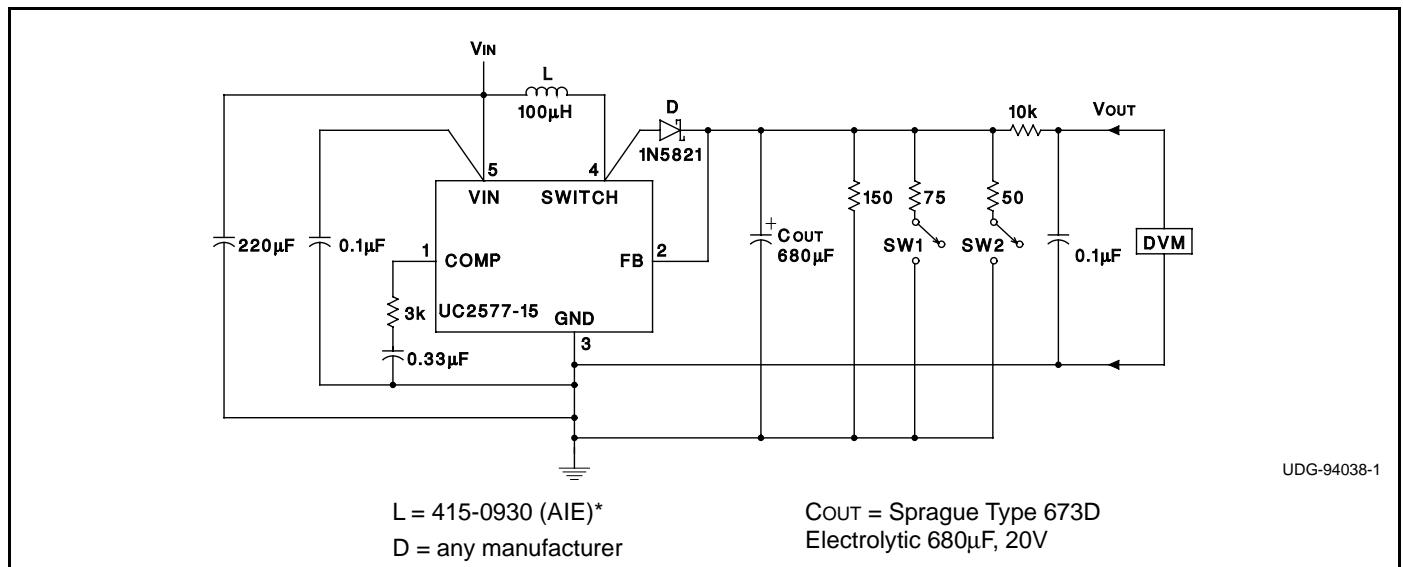 VIN
L
100µH
D
1N5821
10k
VOUT
5
4
VIN
SWITCH
150
75
50
220µF
0.1µF
1
COMP
FB
2
+
COUT
680µF
SW1
SW2
0.1µF
DVM
3k
UC2577-15
GND
3
0.33µF
UDG-94038-1
L = 415-0930 (AIE)*
D = any manufacturer
COUT = Sprague Type 673D
Electrolytic 680µF, 20V